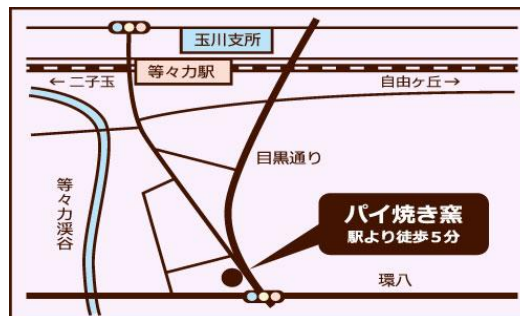 玉川支所
等々力駅
← 二子玉
自由ヶ丘→
目黒通り
等々力渓谷
パイ焼き窯
駅より徒歩5分
環八